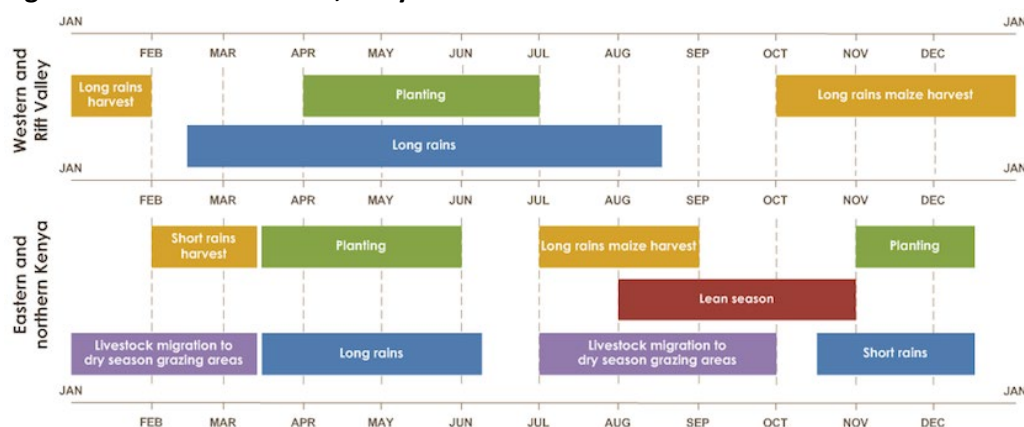 JAN JAN
FEB MAR APR MAY JUN JUL AUG SEP OCT NOV DEC
Western and
Rift Valley
Long rains
harvest
Planting
Long rains maize harvest
Long rains
JAN JAN
FEB MAR APR MAY JUN JUL AUG SEP OCT NOV DEC
Eastern and
northern Kenya
Short rains
harvest
Planting
Long rains maize harvest
Planting
Lean season
Livestock migration to
dry season grazing areas
Long rains
Livestock migration to
dry season grazing areas
Short rains
JAN JAN
FEB MAR APR MAY JUN JUL AUG SEP OCT NOV DEC